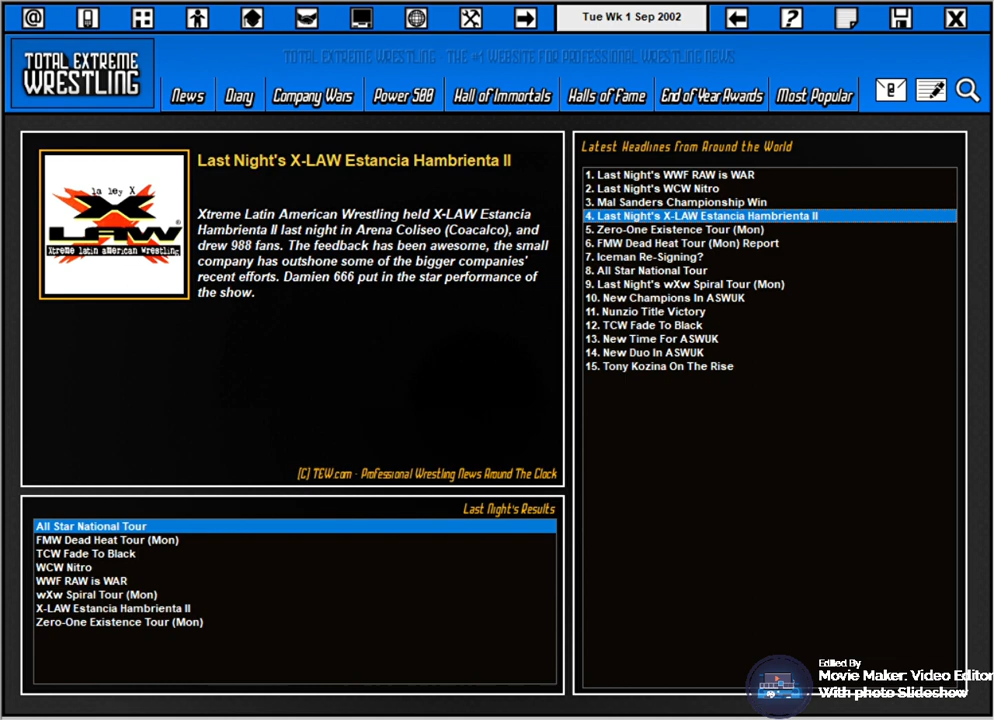 Tue Wk 1 Sep 2002
TOTAL EXTREME
WRESTLING
TOTAL EXTREME WRESTLING THE #1 WEBSITE FOR PROFESSIONAL WRESTLING NEWS
News Diary Company Wars Power 500 Hall of Immortals Halls of Fame End of Year Awards Most Popular
Last Night's X-LAW Estancia Hambrienta II
la ley X
X
LAW
Xtreme latin american wrestling
Xtreme Latin American Wrestling held X-LAW Estancia
Hambrienta II last night in Arena Coliseo (Coacalco), and
drew 988 fans. The feedback has been awesome, the small
company has outshone some of the bigger companies'
recent efforts. Damien 666 put in the star performance of
the show.
(C) TEW.com - Professional Wrestling News Around The Clock
Last Night's Results
All Star National Tour
FMW Dead Heat Tour (Mon)
TCW Fade To Black
WCW Nitro
WWF RAW is WAR
wXw Spiral Tour (Mon)
X-LAW Estancia Hambrienta II
Zero-One Existence Tour (Mon)
Latest Headlines From Around the World
1. Last Night's WWF RAW is WAR
2. Last Night's WCW Nitro
3. Mal Sanders Championship Win
4. Last Night's X-LAW Estancia Hambrienta II
5. Zero-One Existence Tour (Mon)
6. FMW Dead Heat Tour (Mon) Report
7. Iceman Re-Signing?
8. All Star National Tour
9. Last Night's wXw Spiral Tour (Mon)
10. New Champions In ASWUK
11. Nunzio Title Victory
12. TCW Fade To Black
13. New Time For ASWUK
14. New Duo In ASWUK
15. Tony Kozina On The Rise
Edited By
Movie Maker: Video Editor
With photo Slideshow